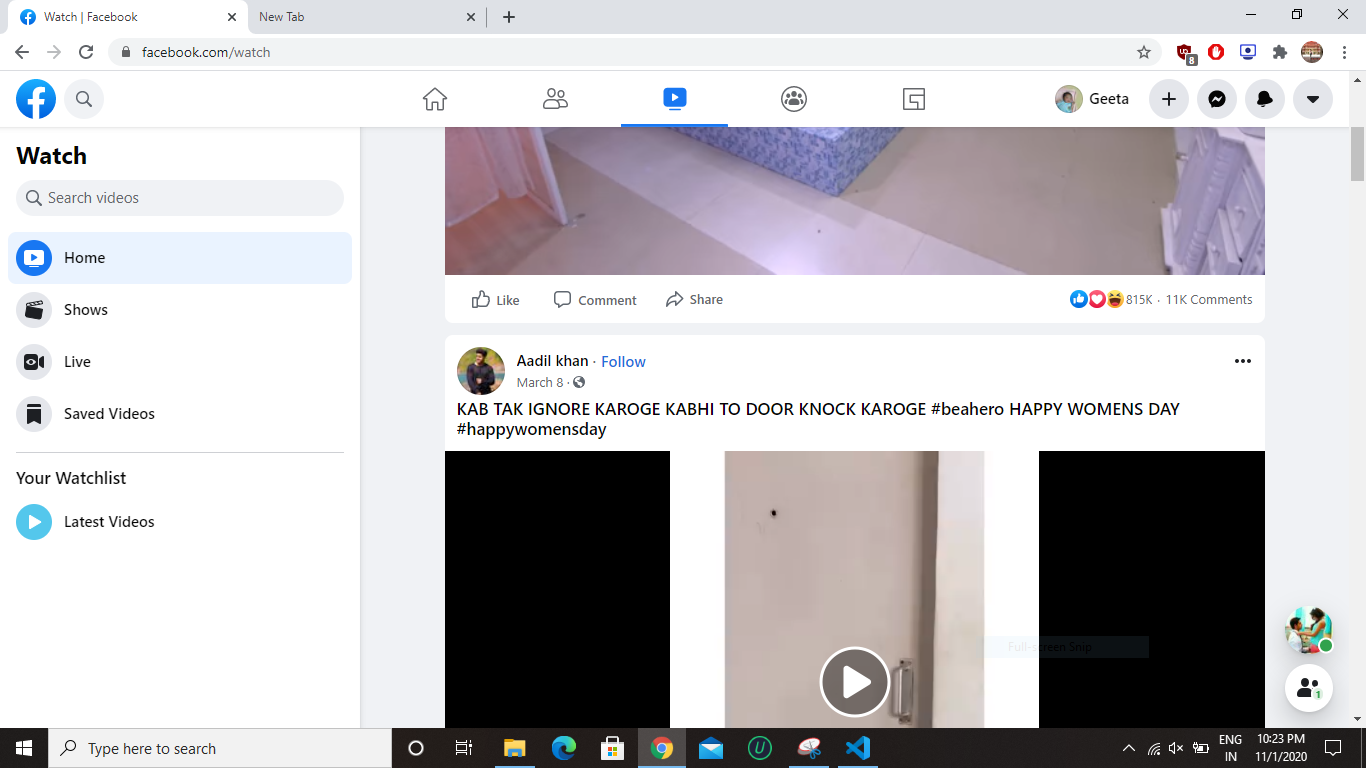 Watch | Facebook
New Tab
facebook.com/watch
8
Geeta
Watch
Search videos
Home
Shows
Live
Saved Videos
Your Watchlist
Latest Videos
Like
Comment
Share
815K · 11K Comments
Aadil khan · Follow
March 8 ·
KAB TAK IGNORE KAROGE KABHI TO DOOR KNOCK KAROGE #beahero HAPPY WOMENS DAY
#happywomensday
Full-screen Snip
1
Type here to search
ENG
IN
10:23 PM
11/1/2020